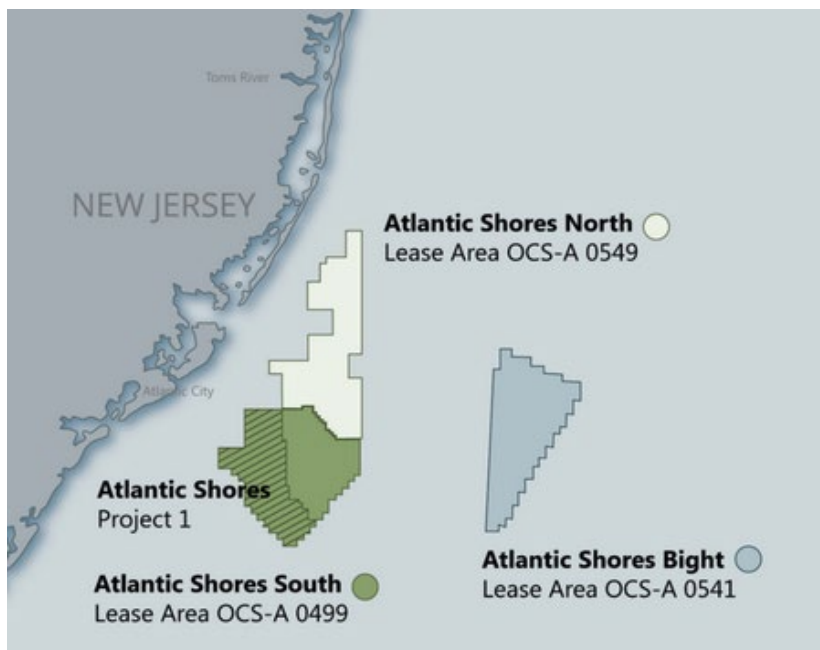 Toms River
NEW JERSEY
Atlantic Shores North
Lease Area OCS-A 0549
Atlantic City
Atlantic Shores
Project 1
Atlantic Shores South
Lease Area OCS-A 0499
Atlantic Shores Bight
Lease Area OCS-A 0541